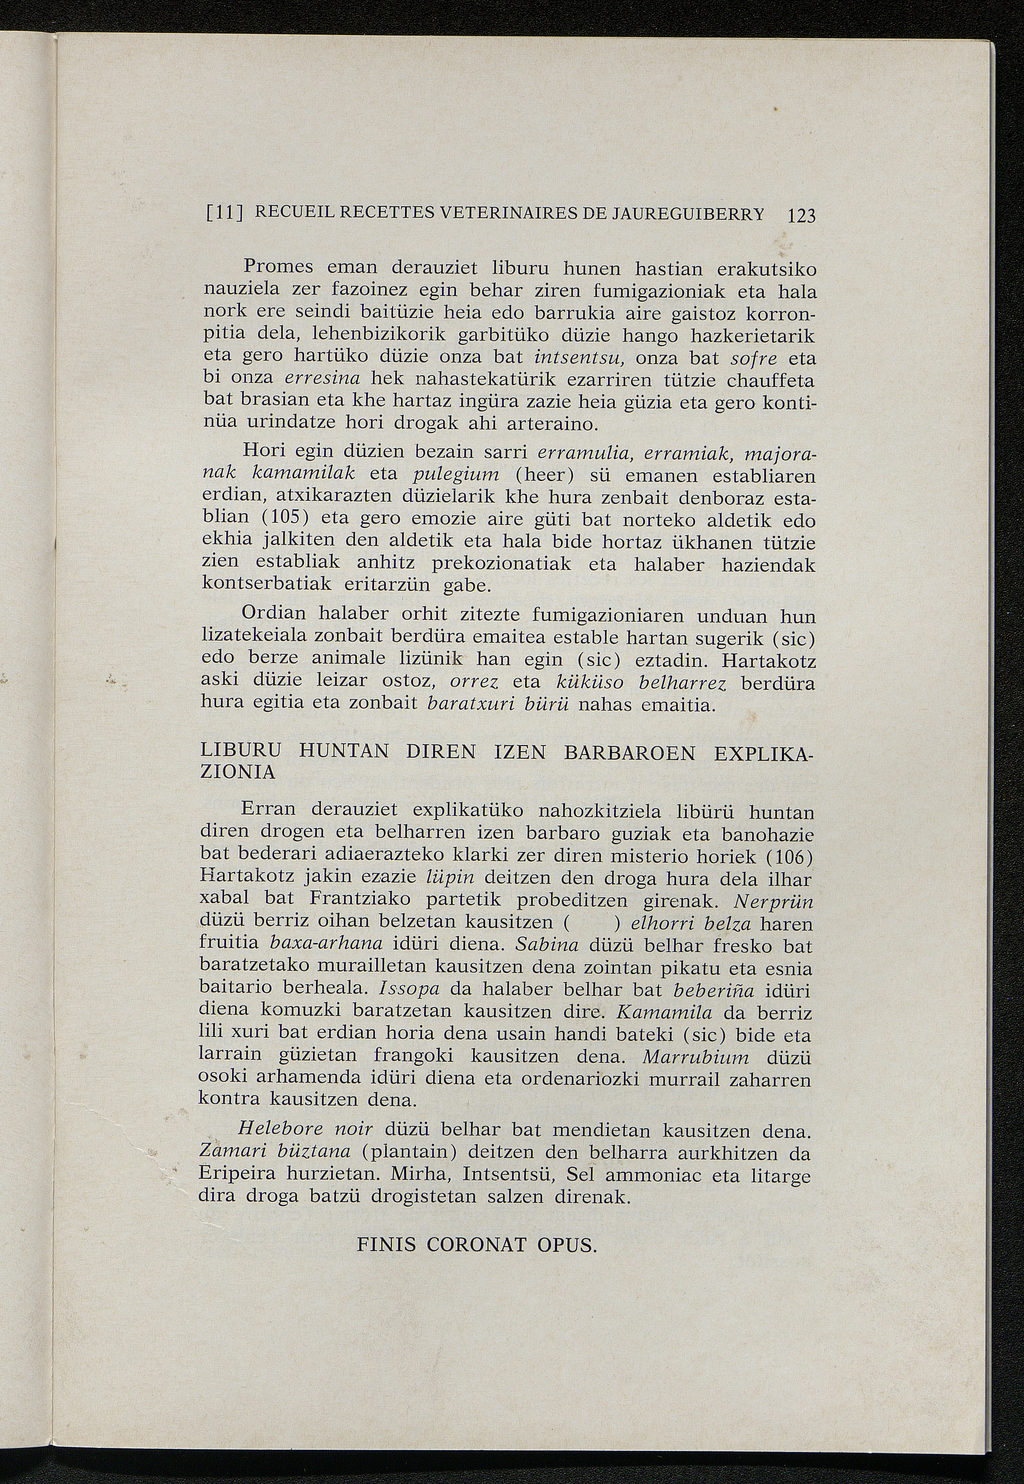 [11] RECUEIL RECETTES VETERINAIRES DE JAUREGUIBERRY 123
Promes eman derauziet liburu hunen hastian erakutsiko
nauziela zer fazoinez egin behar ziren fumigazioniak eta hala
nork ere seindi baitüzie heia edo barrukia aire gaistoz korron-
pitia dela, lehenbizikorik garbitüko düzie hango hazkerietarik
eta gero hartüko düzie onza bat intsentsu, onza bat sofre eta
bi onza erresina hek nahastekatürik ezarriren tützie chauffeta
bat brasian eta khe hartaz ingüra zazie heia güzia eta gero konti-
nüa urindatze hori drogak ahi arteraino.
Hori egin düzien bezain sarri erramulia, erramiak, majora-
nak kamamilak eta pulegium (heer) sü emanen establiaren
erdian, atxikarazten düzielarik khe hura zenbait denboraz esta-
blian (105) eta gero emozie aire güti bat norteko aldetik edo
ekhia jalkiten den aldetik eta hala bide hortaz ükhanen tützie
zien establiak anhitz prekozionatiak eta halaber haziendak
kontserbatiak eritarzün gabe.
Ordian halaber orhit zitezte fumigazioniaren unduan hun
lizatekeiala zonbait berdüra emaitea estable hartan sugerik (sic)
edo berze animale lizünik han egin (sic) eztadin. Hartakotz
aski düzie leizar ostoz, orrez eta küküso belharrez berdüra
hura egitia eta zonbait baratxuri bürü nahas emaitia.
LIBURU HUNTAN DIREN IZEN BARBAROEN EXPLIKA-
ZIONIA
Erran derauziet explikatüko nahozkitziela libürü huntan
diren drogen eta belharren izen barbaro guziak eta banohazie
bat bederari adiaerazteko klarki zer diren misterio horiek (106)
Hartakotz jakin ezazie lüpin deitzen den droga hura dela ilhar
xabal bat Frantziako partetik probeditzen girenak. Nerprün
düzü berriz oihan belzetan kausitzen ( ) elhorri belza haren
fruitia baxa-arhana idüri diena. Sabina düzü belhar fresko bat
baratzetako murailletan kausitzen dena zointan pikatu eta esnia
baitario berheala. Issopa da halaber belhar bat beberiña idüri
diena komuzki baratzetan kausitzen dire. Kamamila da berriz
lili xuri bat erdian horia dena usain handi bateki (sic) bide eta
larrain güzietan frangoki kausitzen dena. Marrubium düzü
osoki arhamenda idüri diena eta ordenariozki murrail zaharren
kontra kausitzen dena.
Helebore noir düzü belhar bat mendietan kausitzen dena.
Zamari büztana (plantain) deitzen den belharra aurkhitzen da
Eripeira hurzietan. Mirha, Intsentsü, Sel ammoniac eta litarge
dira droga batzü drogistetan salzen direnak.
FINIS CORONAT OPUS.